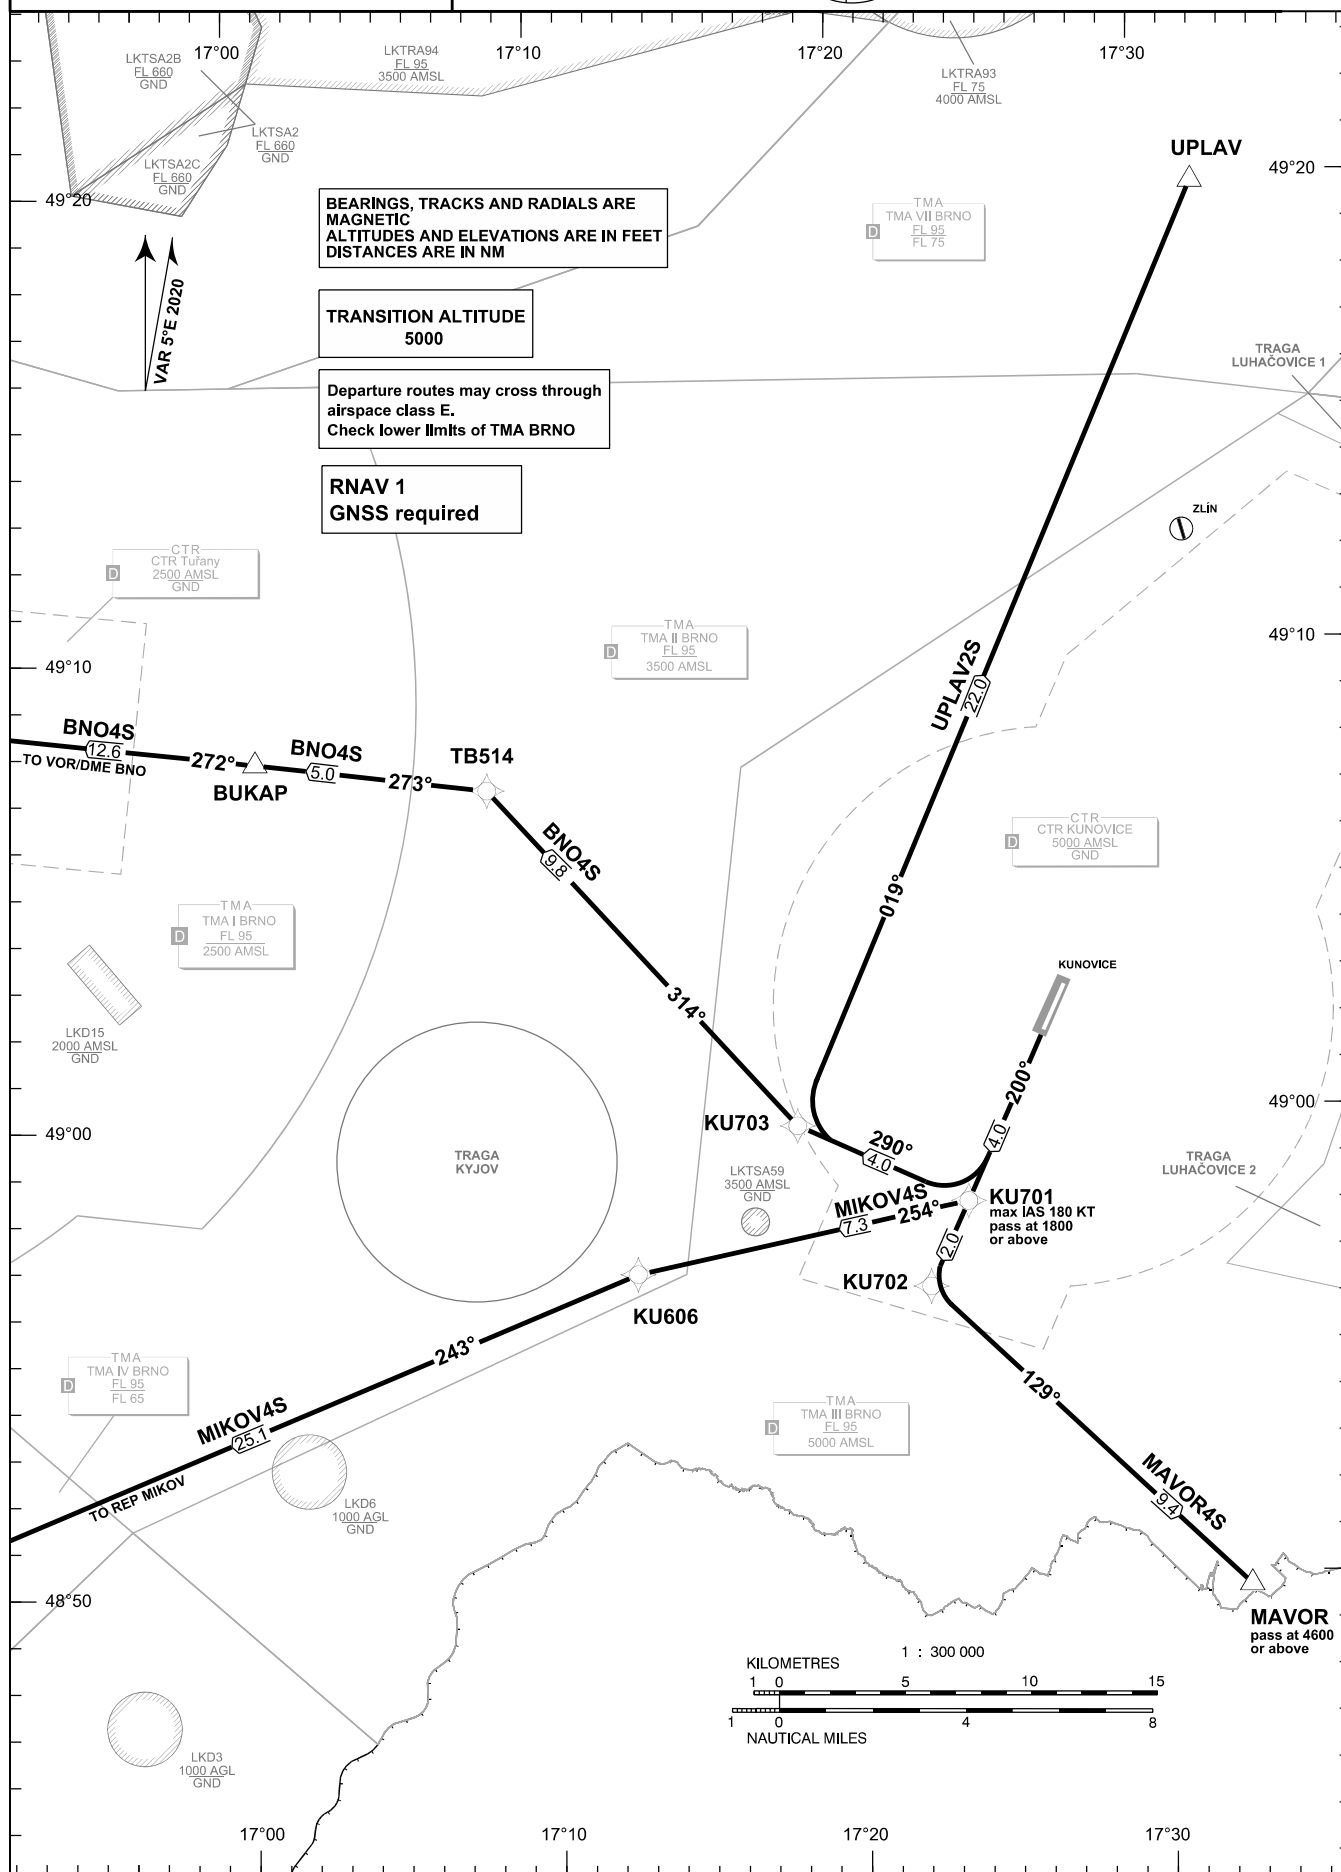 17°00
17°10
17°20
17°30
LKTSA2B
FL 660
GND
LKTRA94
FL 95
3500 AMSL
LKTRA93
FL 75
4000 AMSL
LKTSA2
FL 660
GND
LKTSA2C
FL 660
GND
UPLAV
49°20
49°20
BEARINGS, TRACKS AND RADIALS ARE
MAGNETIC
ALTITUDES AND ELEVATIONS ARE IN FEET
DISTANCES ARE IN NM
TMA
TMA VII BRNO
D
FL 95
FL 75
VAR 5°E 2020
TRANSITION ALTITUDE
5000
TRAGA
LUHAČOVICE 1
Departure routes may cross through
airspace class E.
Check lower limits of TMA BRNO
RNAV 1
GNSS required
ZLÍN
CTR
CTR Tuřany
D
2500 AMSL
GND
TMA
TMA II BRNO
D
FL 95
3500 AMSL
49°10
49°10
UPLAV2S
22.0
BNO4S
12.6
TO VOR/DME BNO
272°
BUKAP
BNO4S
5.0
273°
TB514
BNO4S
9.8
CTR
CTR KUNOVICE
D
5000 AMSL
GND
019°
TMA
TMA I BRNO
D
FL 95
2500 AMSL
KUNOVICE
314°
LKD15
2000 AMSL
GND
200°
49°00
49°00
KU703
290°
4.0
4.0
TRAGA
KYJOV
LKTSA59
3500 AMSL
GND
TRAGA
LUHAČOVICE 2
MIKOV4S
7.3
254°
KU701
max IAS 180 KT
pass at 1800
or above
2.0
KU702
KU606
243°
TMA
TMA IV BRNO
D
FL 95
FL 65
129°
MIKOV4S
25.1
TO REP MIKOV
TMA
TMA III BRNO
D
FL 95
5000 AMSL
MAVOR4S
9.4
LKD6
1000 AGL
GND
48°50
MAVOR
pass at 4600
or above
1 : 300 000
KILOMETRES
1 0 5 10 15
1 0 4 8
NAUTICAL MILES
LKD3
1000 AGL
GND
17°00
17°10
17°20
17°30